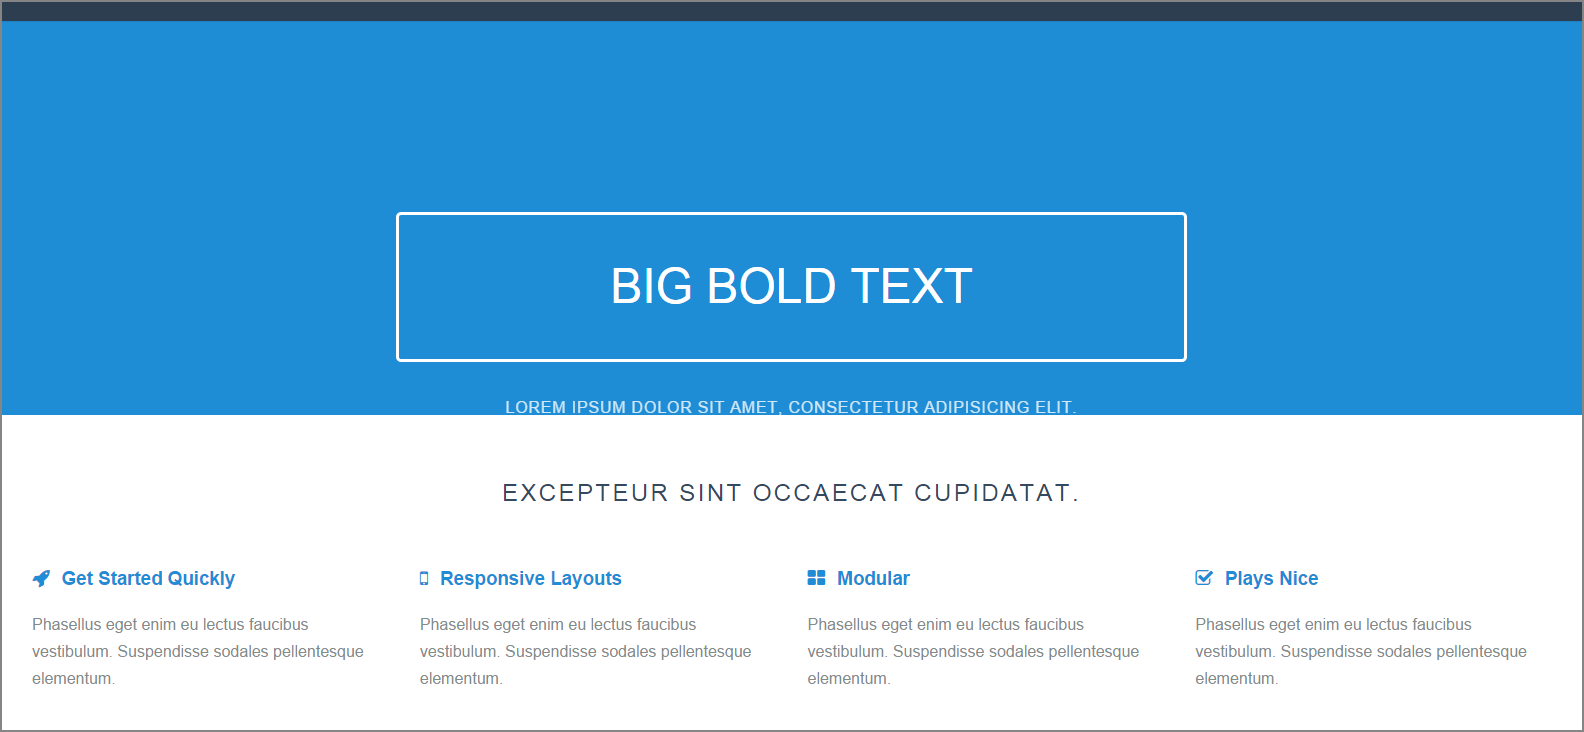 BIG BOLD TEXT
LOREM IPSUM DOLOR SIT AMET, CONSECTETUR ADIPISICING ELIT.
EXCEPTEUR SINT OCCAECAT CUPIDATAT.
Get Started Quickly
Phasellus eget enim eu lectus faucibus
vestibulum. Suspendisse sodales pellentesque
elementum.
Responsive Layouts
Phasellus eget enim eu lectus faucibus
vestibulum. Suspendisse sodales pellentesque
elementum.
Modular
Phasellus eget enim eu lectus faucibus
vestibulum. Suspendisse sodales pellentesque
elementum.
Plays Nice
Phasellus eget enim eu lectus faucibus
vestibulum. Suspendisse sodales pellentesque
elementum.